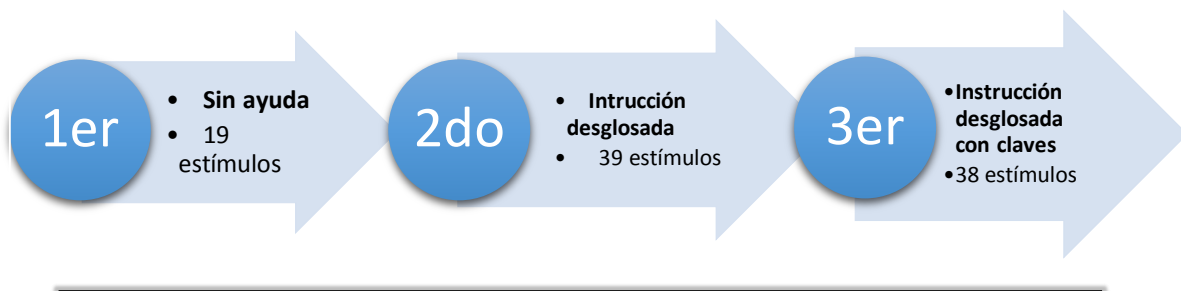 1er
• Sin ayuda
• 19
estímulos
2do
• Intrucción
desglosada
• 39 estímulos
3er
•Instrucción
desglosada
con claves
•38 estímulos